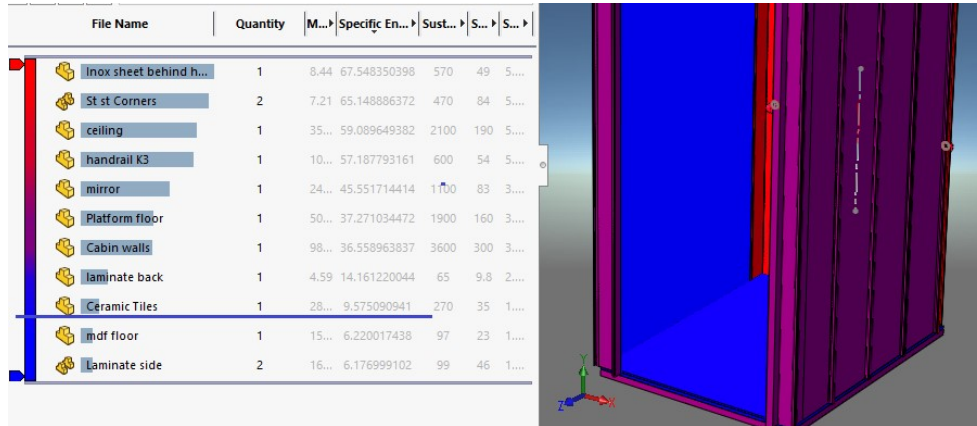 File Name Quantity M... Specific En... Sust... S... S...
Inox sheet behind h... 1 8.44 67.548350398 570 49 5....
St st Corners 2 7.21 65.148886372 470 84 5....
ceiling 1 35... 59.089649382 2100 190 5....
handrail K3 1 10... 57.187793161 600 54 5....
mirror 1 24... 45.551714414 1100 83 3....
Platform floor 1 50... 37.271034472 1900 160 3....
Cabin walls 1 98... 36.558963837 3600 300 3....
laminate back 1 4.59 14.161220044 65 9.8 2....
Ceramic Tiles 1 28... 9.575090941 270 35 1....
mdf floor 1 15... 6.220017438 97 23 1....
Laminate side 2 16... 6.176999102 99 46 1....
Y
Z X